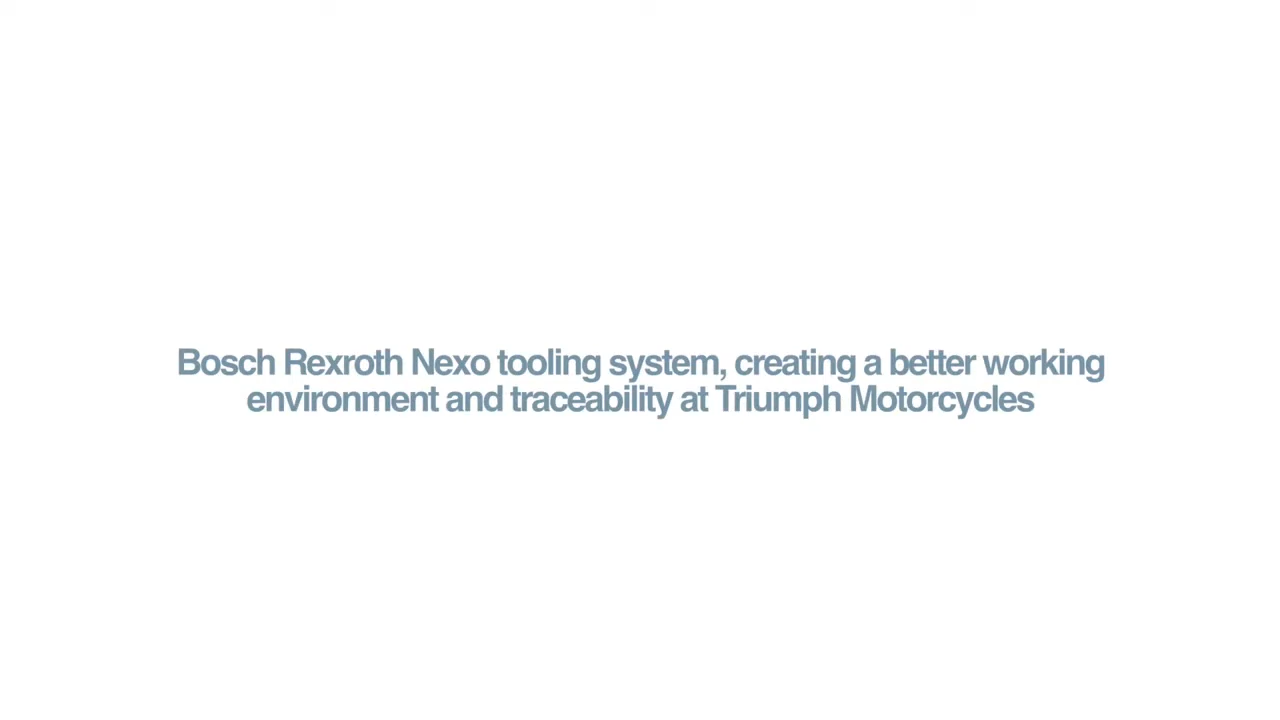 Bosch Rexroth Nexo tooling system, creating a better working
environment and traceability at Triumph Motorcycles